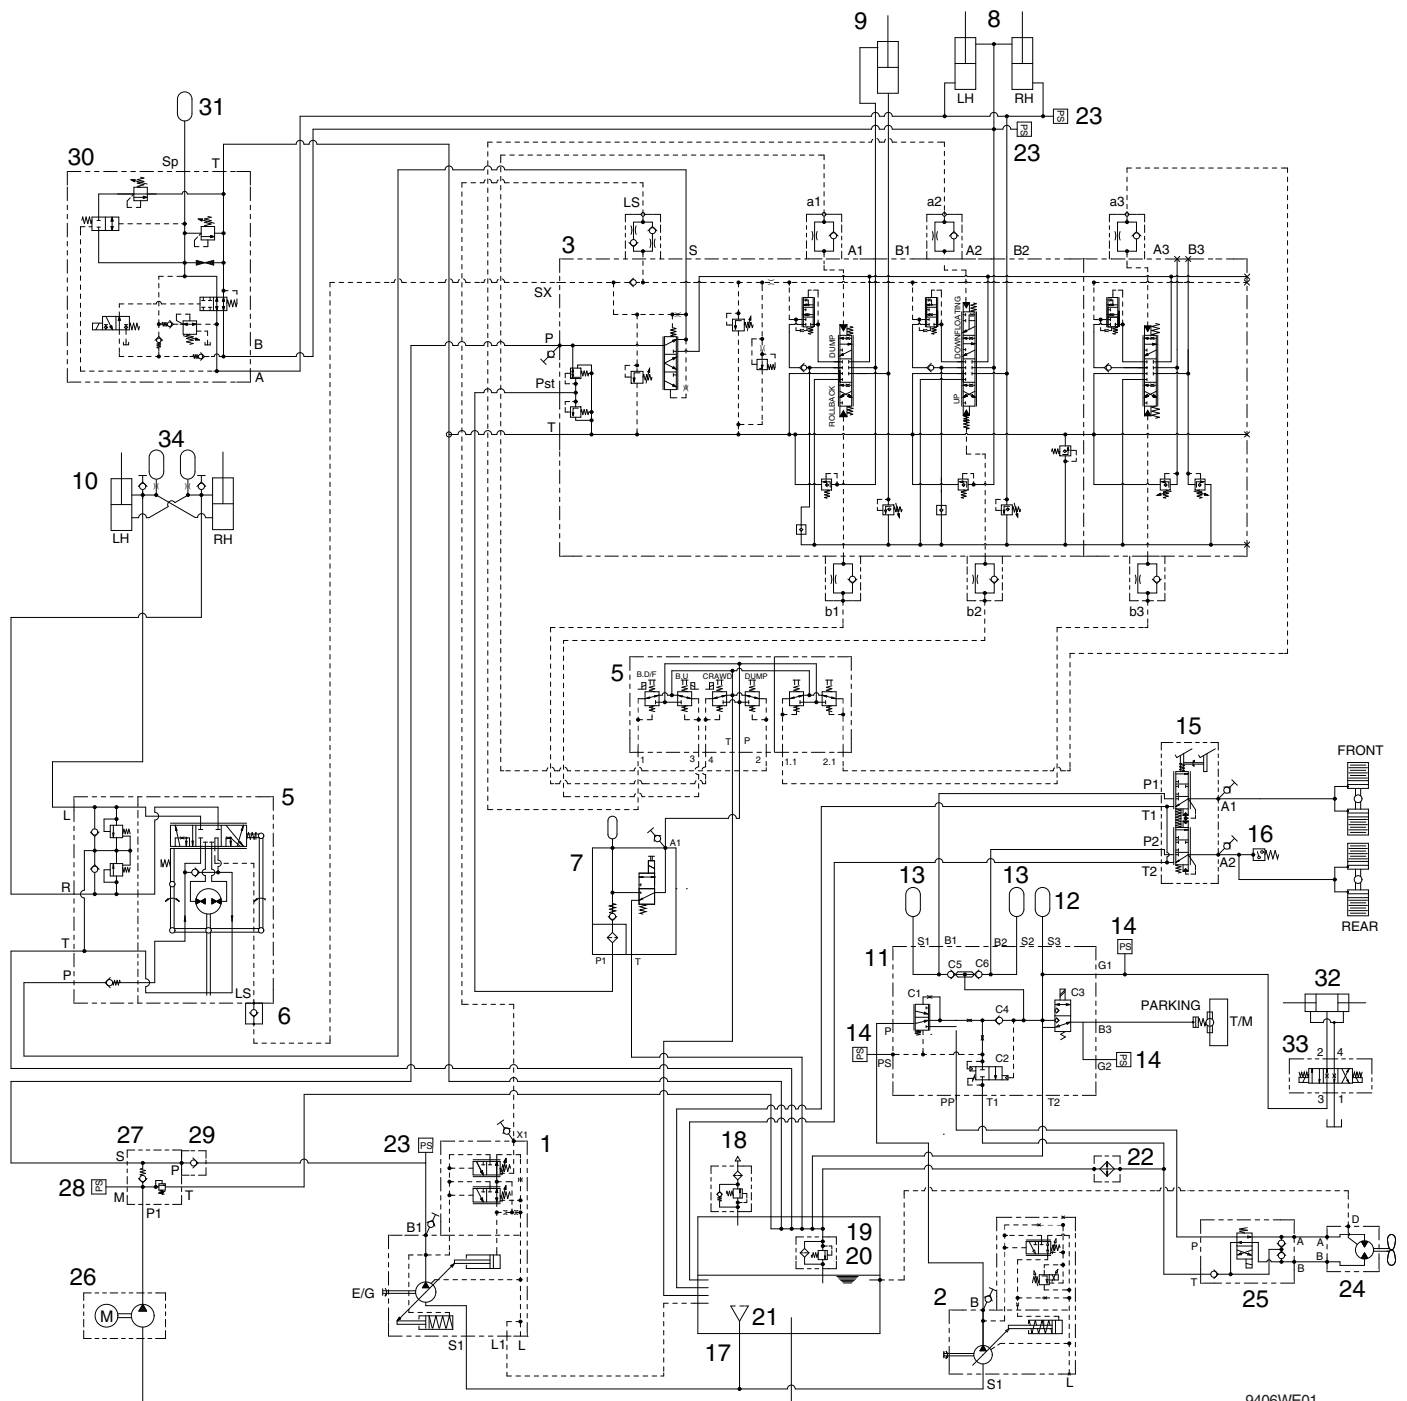 9
8
LH
RH
23
23
31
30
Sp
T
B
A
LS
a1
a2
a3
3
S
A1
B1
A2
B2
A3
B3
SX
P
Pst
T
DUMP
ROLLBACK
DOWNFLOATING
UP
34
10
LH
RH
b1
b2
b3
5
B.D/F
B.U
CRAWD
DUMP
T
P
1
3
4
2
1.1
2.1
15
FRONT
P1
T1
A1
P2
16
T2
A2
REAR
5
L
R
T
P
LS
6
7
A1
P1
T
13
13
12
14
PS
11
S1
B1
B2
S2
S3
G1
C5
C6
C1
C3
C4
P
B3
14
PS
PS
C2
G2
PS
14
PP
T1
T2
PARKING
T/M
32
33
2
4
3
1
27
29
S
P
28
PS
M
T
P1
23
PS
X1
1
B1
E/G
S1
L1
L
26
M
18
19
20
21
17
22
2
B
S1
L
P
A
B
T
25
D
A
B
24
PS
PS
9406WE01